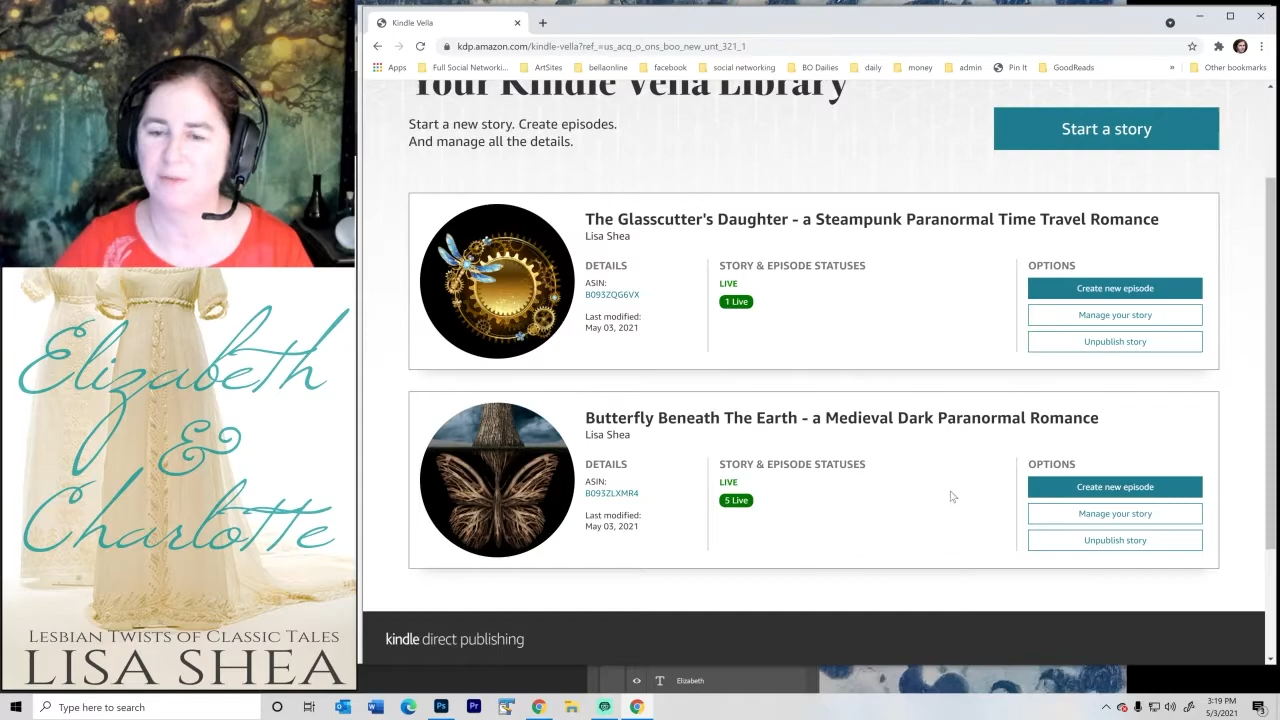 Kindle Vella
kdp.amazon.com/kindle-vella?ref_=us_acq_o_ons_boo_new_unt_321_1
Apps
Full Social Networki...
ArtSites
bellaonline
facebook
social networking
BO Dailies
daily
money
admin
Pin It
GoodReads
»
Other bookmarks
Your Kindle Vella Library
Start a new story. Create episodes.
And manage all the details.
Start a story
The Glasscutter's Daughter - a Steampunk Paranormal Time Travel Romance
Lisa Shea
DETAILS
ASIN:
B093ZQG6VX
Last modified:
May 03, 2021
STORY & EPISODE STATUSES
LIVE
1 Live
OPTIONS
Create new episode
Manage your story
Unpublish story
Butterfly Beneath The Earth - a Medieval Dark Paranormal Romance
Lisa Shea
DETAILS
ASIN:
B093ZLXMR4
Last modified:
May 03, 2021
STORY & EPISODE STATUSES
LIVE
5 Live
OPTIONS
Create new episode
Manage your story
Unpublish story
kindle direct publishing
Elizabeth
&
Charlotte
LESBIAN TWISTS OF CLASSIC TALES
LISA SHEA
T Elizabeth
Type here to search
3:19 PM
5/3/2021